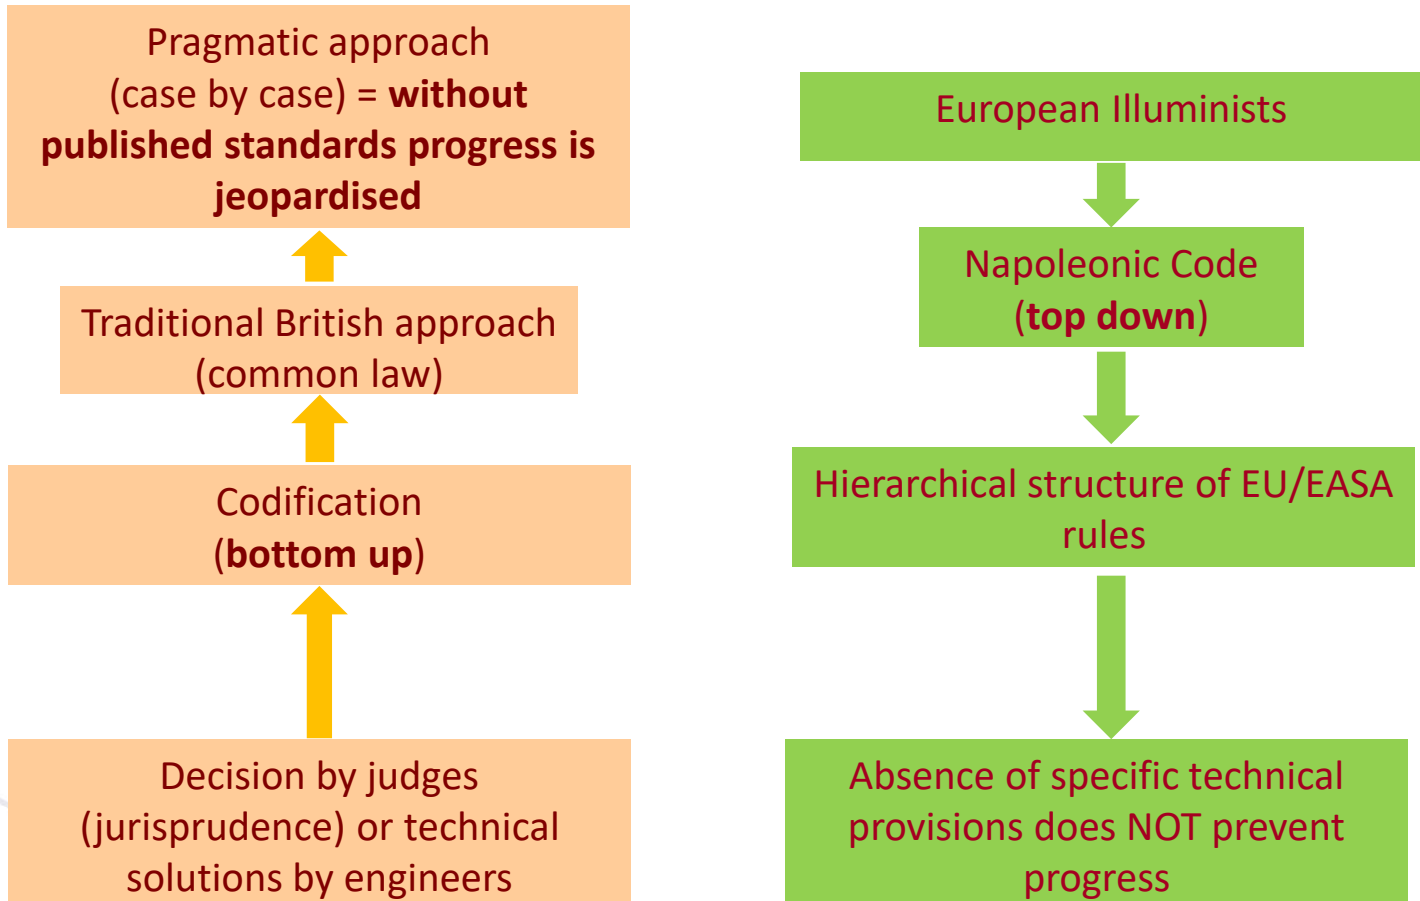 Pragmatic approach
(case by case) = without
published standards progress is
jeopardised
Traditional British approach
(common law)
Codification
(bottom up)
Decision by judges
(jurisprudence) or technical
solutions by engineers
European Illuminists
Napoleonic Code
(top down)
Hierarchical structure of EU/EASA
rules
Absence of specific technical
provisions does NOT prevent
progress